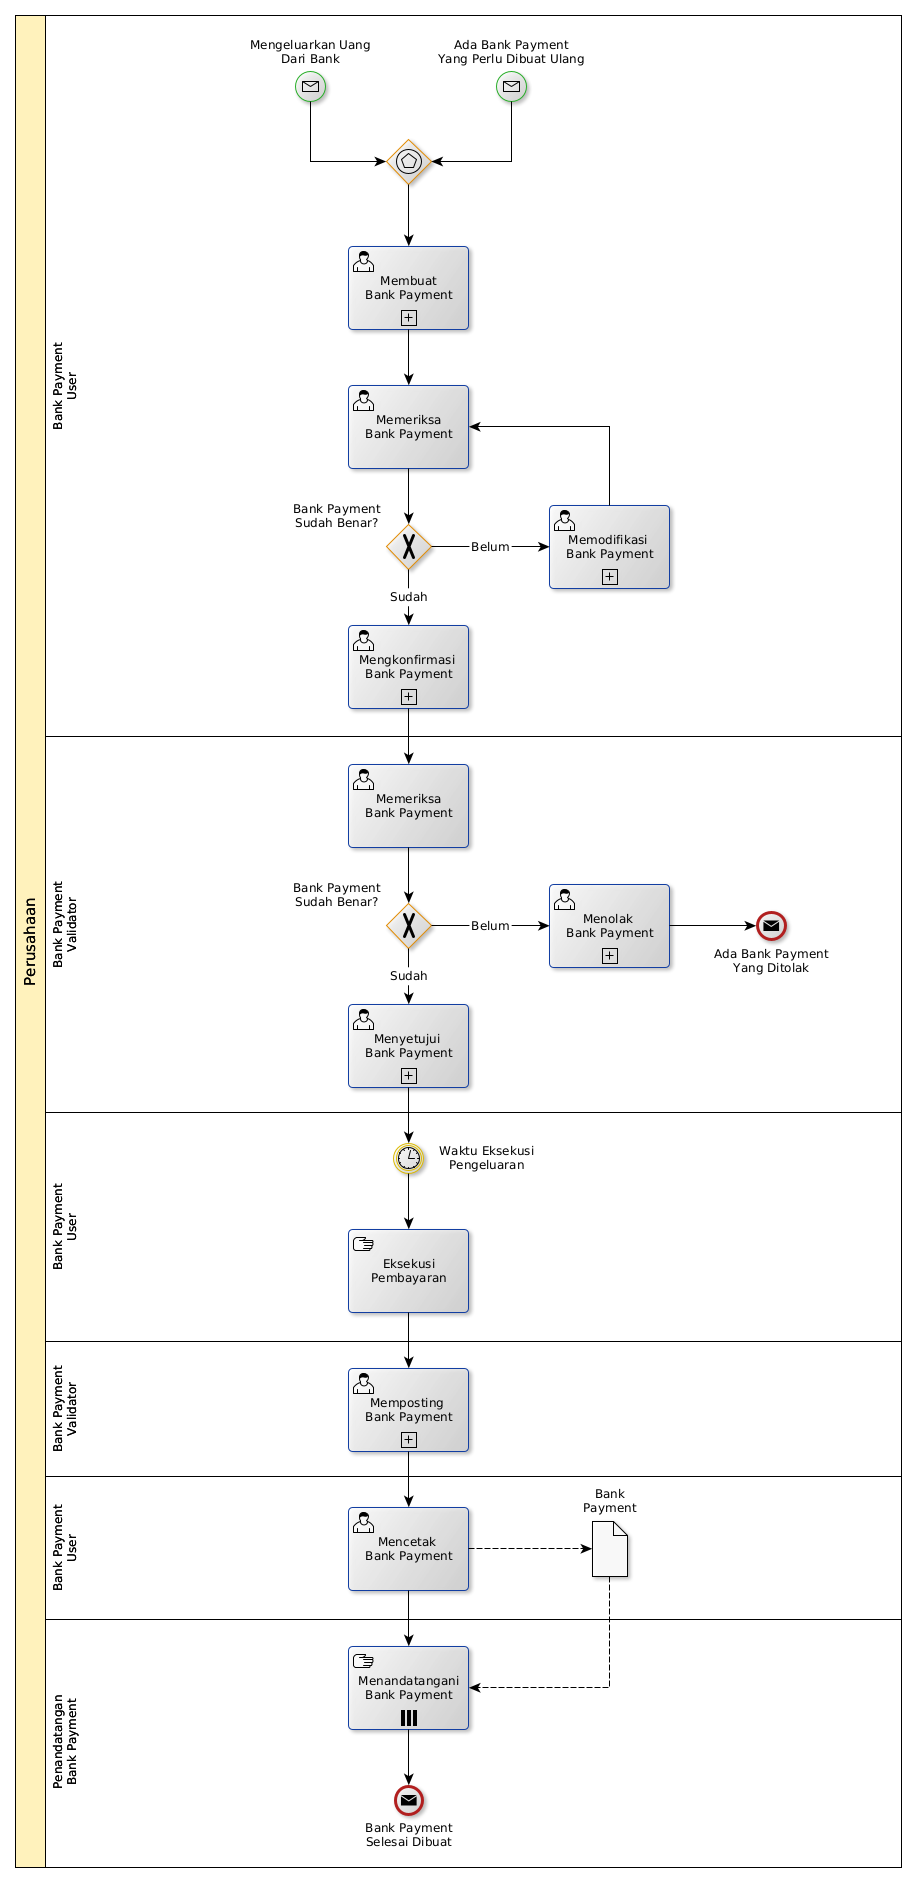 Mengeluarkan Uang
Dari Bank
Ada Bank Payment
Yang Perlu Dibuat Ulang
Membuat
Bank Payment
Bank Payment
User
Memeriksa
Bank Payment
Bank Payment
Sudah Benar?
Belum
Memodifikasi
Bank Payment
Sudah
Mengkonfirmasi
Bank Payment
Perusahaan
Bank Payment
Validator
Memeriksa
Bank Payment
Bank Payment
Sudah Benar?
Belum
Menolak
Bank Payment
Ada Bank Payment
Yang Ditolak
Sudah
Menyetujui
Bank Payment
Bank Payment
User
Waktu Eksekusi
Pengeluaran
Eksekusi
Pembayaran
Bank Payment
Validator
Memposting
Bank Payment
Bank Payment
User
Mencetak
Bank Payment
Bank
Payment
Penandatangan
Bank Payment
Menandatangani
Bank Payment
Bank Payment
Selesai Dibuat